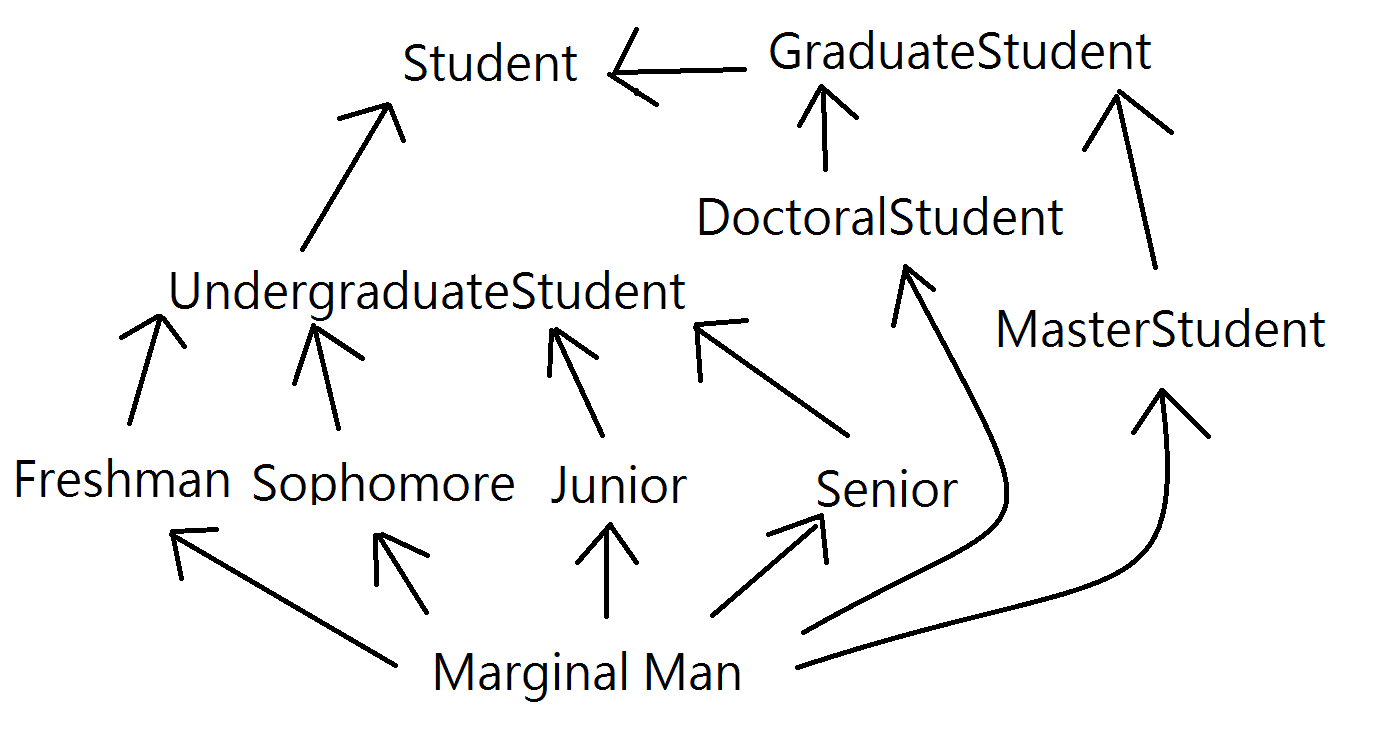 Student
GraduateStudent
DoctoralStudent
UndergraduateStudent
MasterStudent
Freshman
Sophomore
Junior
Senior
Marginal Man